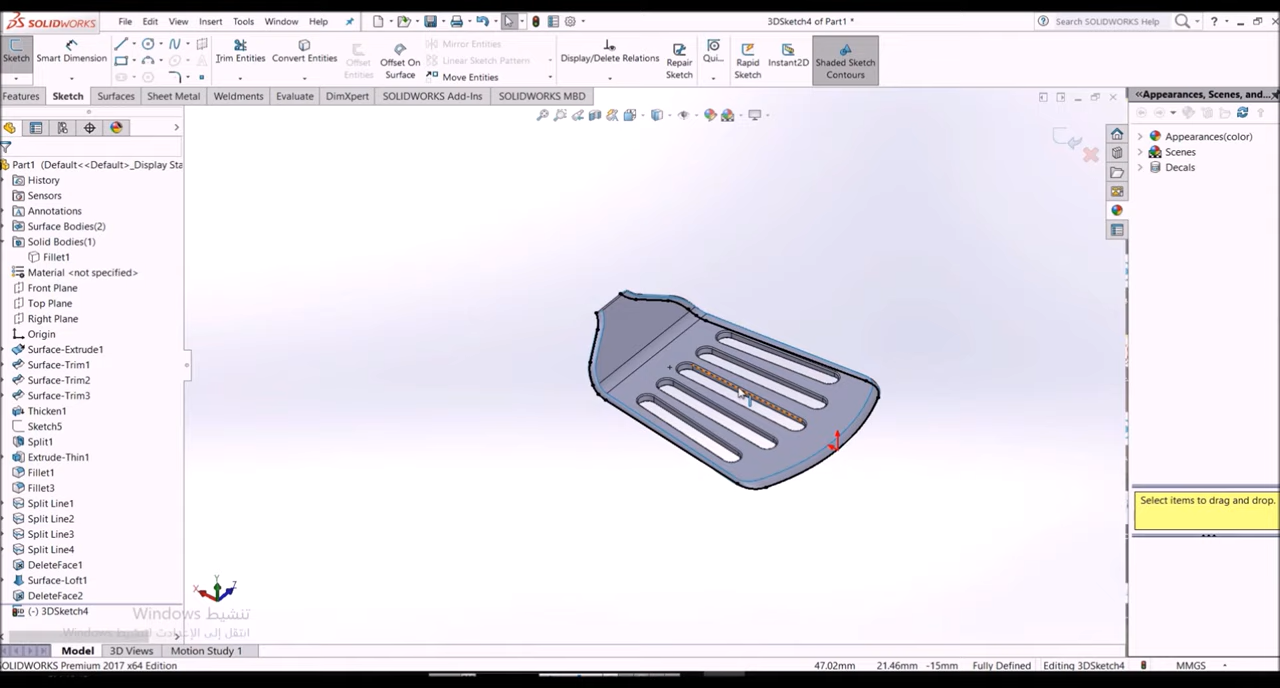 SOLIDWORKS File Edit View Insert Tools Window Help 3DSketch4 of Part1 * Search SOLIDWORKS Help
Sketch Smart Dimension Trim Entities Convert Entities Offset Entities Offset On Surface Mirror Entities Linear Sketch Pattern Move Entities Display/Delete Relations Repair Sketch Qui... Rapid Sketch Instant2D Shaded Sketch Contours
Features Sketch Surfaces Sheet Metal Weldments Evaluate DimXpert SOLIDWORKS Add-Ins SOLIDWORKS MBD
Appearances, Scenes, and...
Part1 (Default<<Default>_Display Sta
History
Sensors
Annotations
Surface Bodies(2)
Solid Bodies(1)
Fillet1
Material <not specified>
Front Plane
Top Plane
Right Plane
Origin
Surface-Extrude1
Surface-Trim1
Surface-Trim2
Surface-Trim3
Thicken1
Sketch5
Split1
Extrude-Thin1
Fillet1
Fillet3
Split Line1
Split Line2
Split Line3
Split Line4
DeleteFace1
Surface-Loft1
DeleteFace2
(-) 3DSketch4
Appearances(color)
Scenes
Decals
Select items to drag and drop.
X Y Z
تنشيط Windows
انتقل إلى الإعدادات لتنشيط Windows.
Model 3D Views Motion Study 1
SOLIDWORKS Premium 2017 x64 Edition 47.02mm 21.46mm -15mm Fully Defined Editing 3DSketch4 MMGS